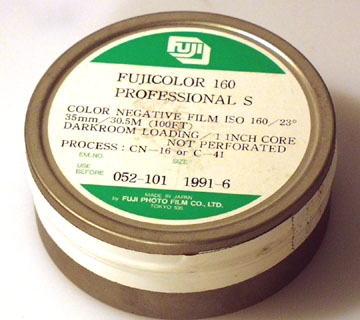 FUJI
FUJICOLOR 160
PROFESSIONAL S
COLOR NEGATIVE FILM ISO 160/23°
35mm/30.5M (100FT)
DARKROOM LOADING/1 INCH CORE
NOT PERFORATED
PROCESS : CN-16 or C-41
EM.NO. SIZE
USE
BEFORE 052-101 1991-6
MADE IN JAPAN
by FUJI PHOTO FILM CO., LTD.
TOKYO 106